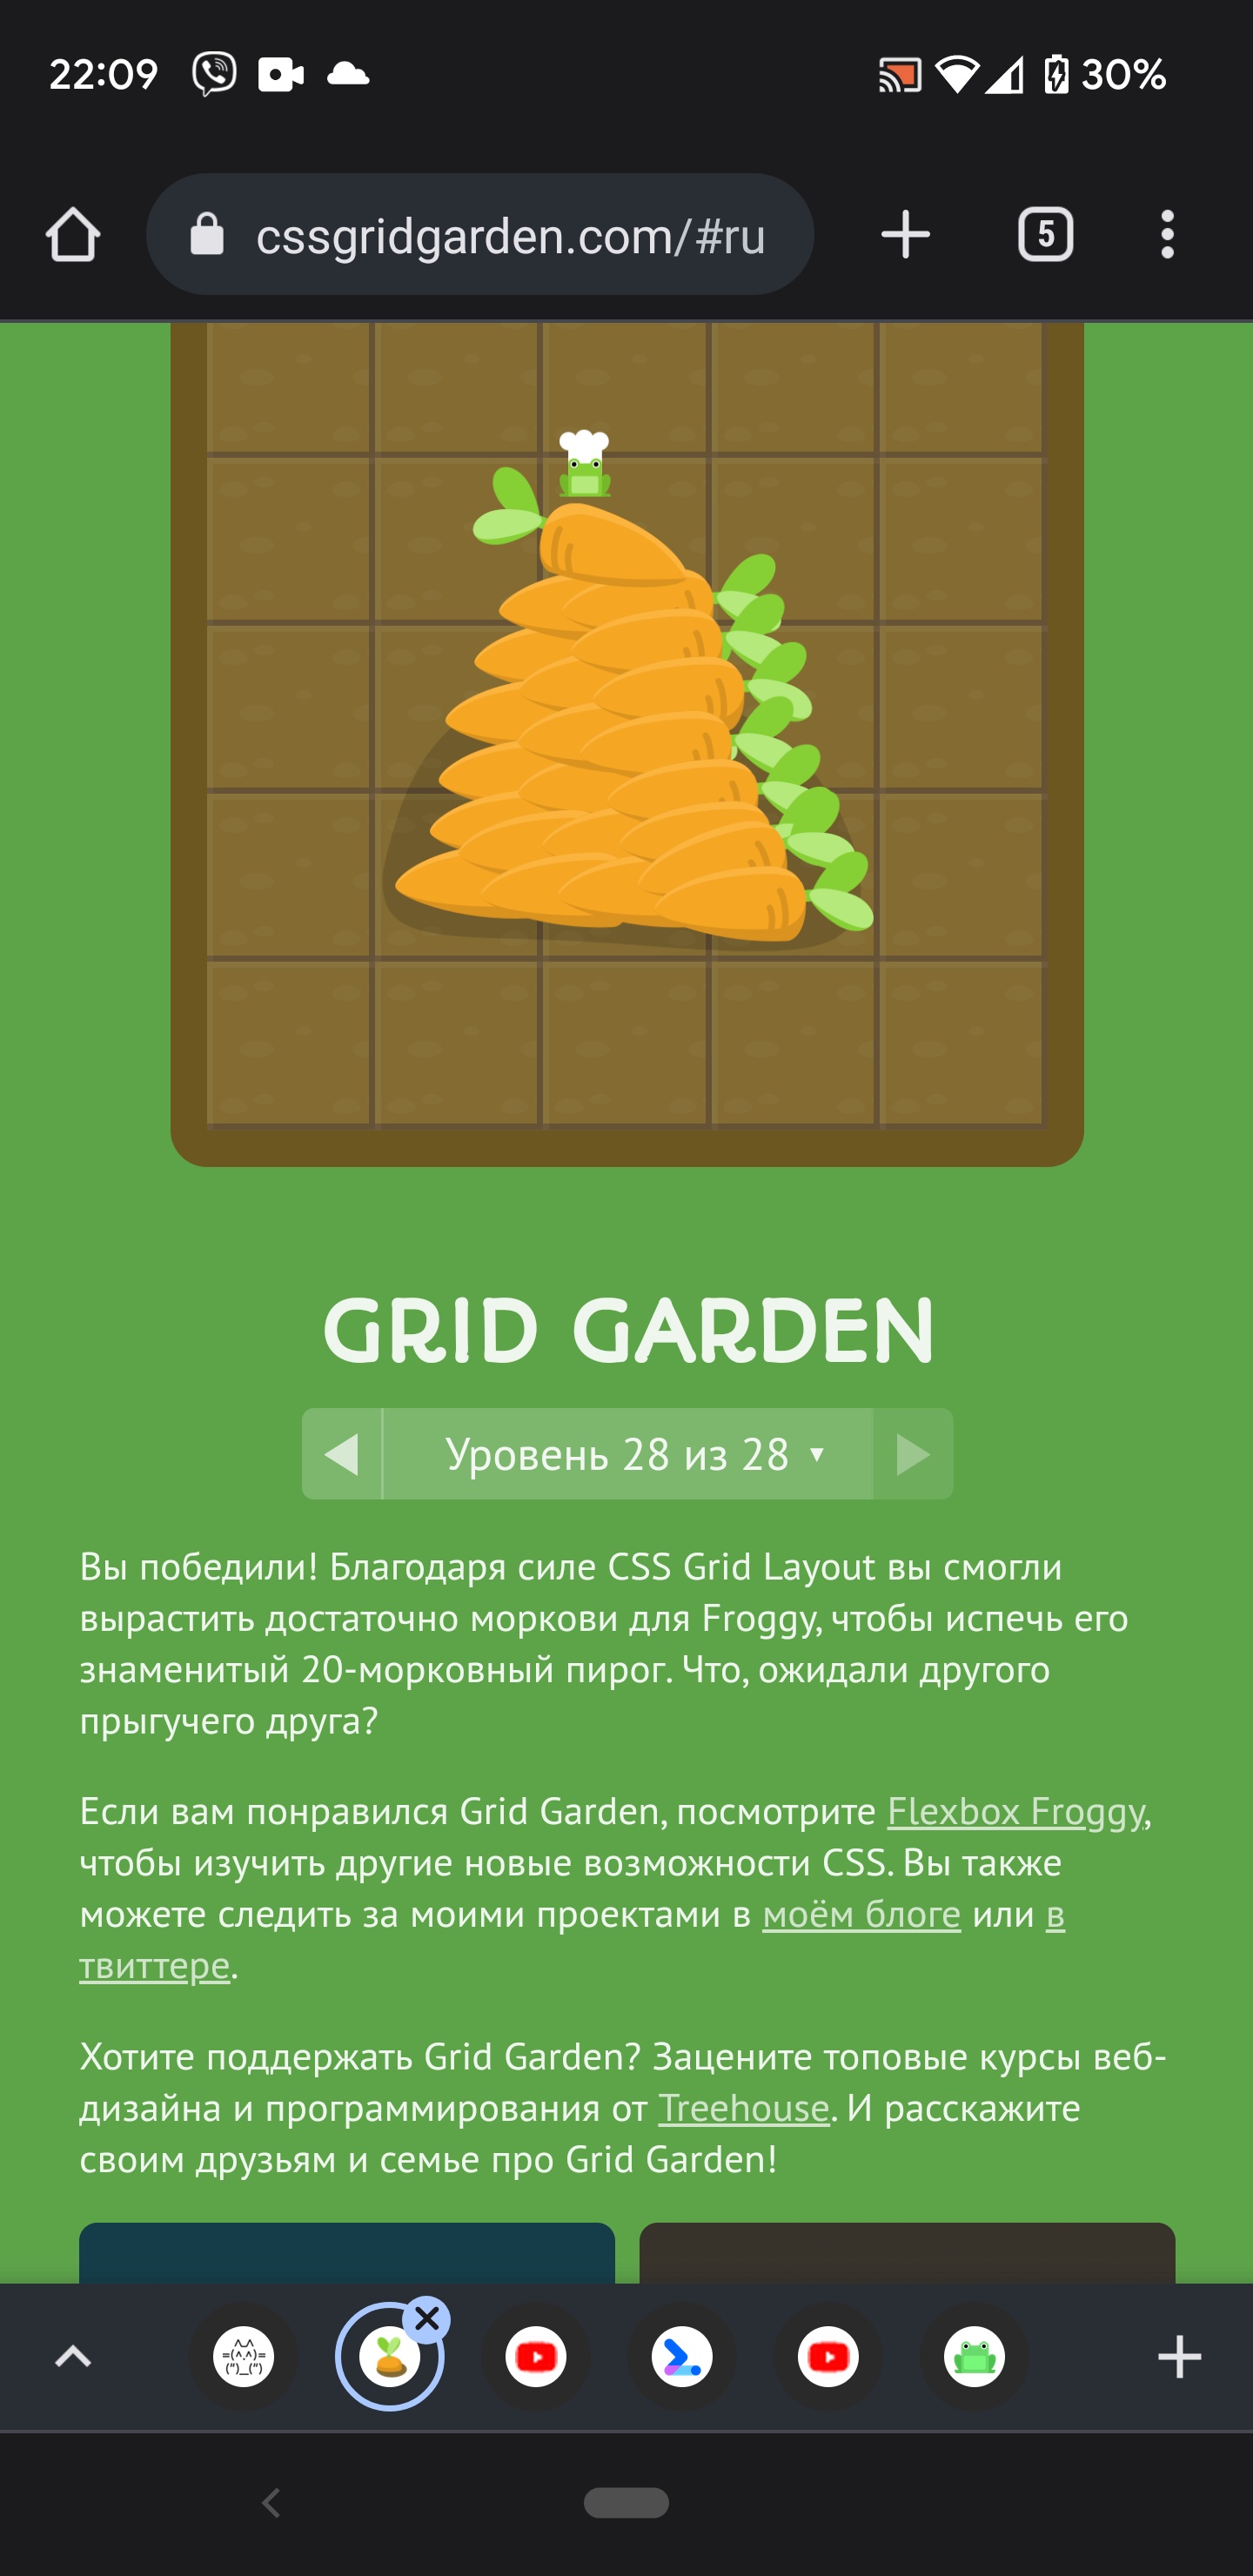 22:09
30%
cssgridgarden.com/#ru
5
GRID GARDEN
Уровень 28 из 28 ▼
Вы победили! Благодаря силе CSS Grid Layout вы смогли
вырастить достаточно моркови для Froggy, чтобы испечь его
знаменитый 20-морковный пирог. Что, ожидали другого
прыгучего друга?
Если вам понравился Grid Garden, посмотрите Flexbox Froggy,
чтобы изучить другие новые возможности CSS. Вы также
можете следить за моими проектами в моём блоге или в
твиттере.
Хотите поддержать Grid Garden? Зацените топовые курсы веб-
дизайна и программирования от Treehouse. И расскажите
своим друзьям и семье про Grid Garden!